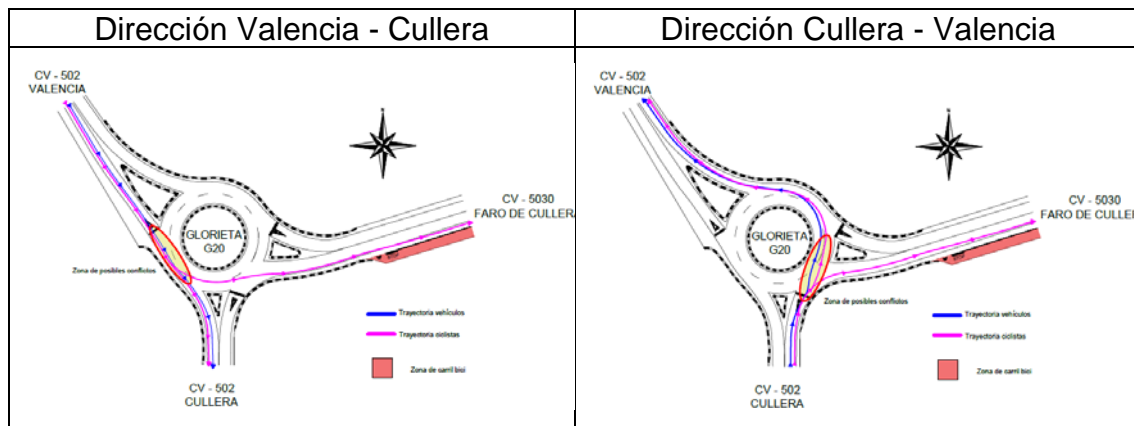 Dirección Valencia - Cullera
Dirección Cullera - Valencia
CV - 502
VALENCIA
CV - 5030
FARO DE CULLERA
GLORIETA
G20
Zona de posibles conflictos
Trayectoria vehículos
Trayectoria ciclistas
Zona de carril bici
CV - 502
CULLERA
CV - 502
VALENCIA
CV - 5030
FARO DE CULLE
GLORIETA
G20
Zona de posibles conflictos
Trayectoria vehículos
Trayectoria ciclistas
Zona de carril bici
CV - 502
CULLERA